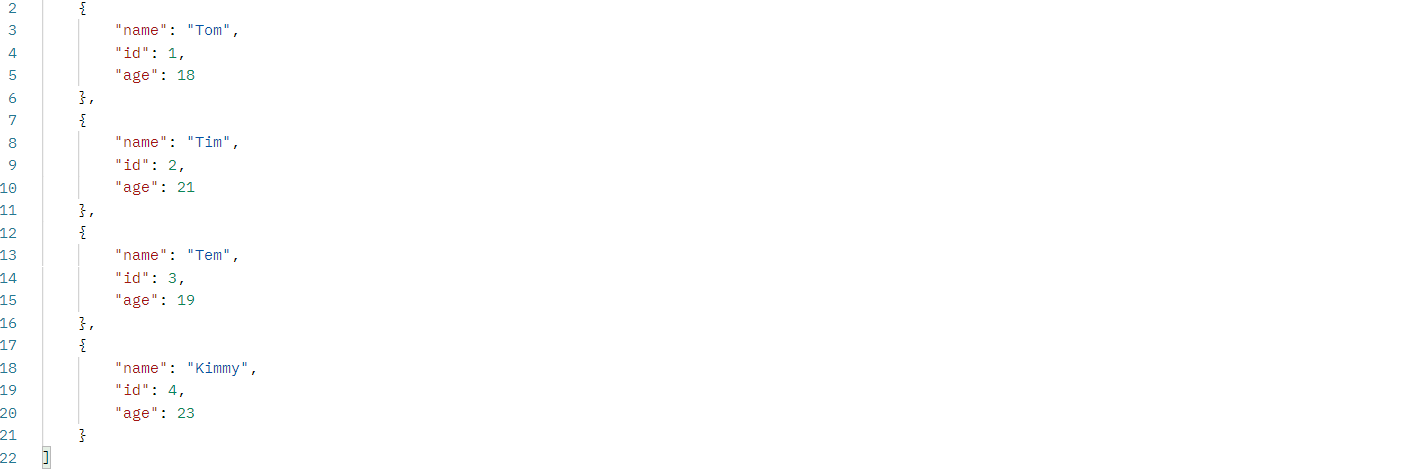 2 {
3 "name": "Tom",
4 "id": 1,
5 "age": 18
6 },
7 {
8 "name": "Tim",
9 "id": 2,
10 "age": 21
11 },
12 {
13 "name": "Tem",
14 "id": 3,
15 "age": 19
16 },
17 {
18 "name": "Kimmy",
19 "id": 4,
20 "age": 23
21 }
22 ]